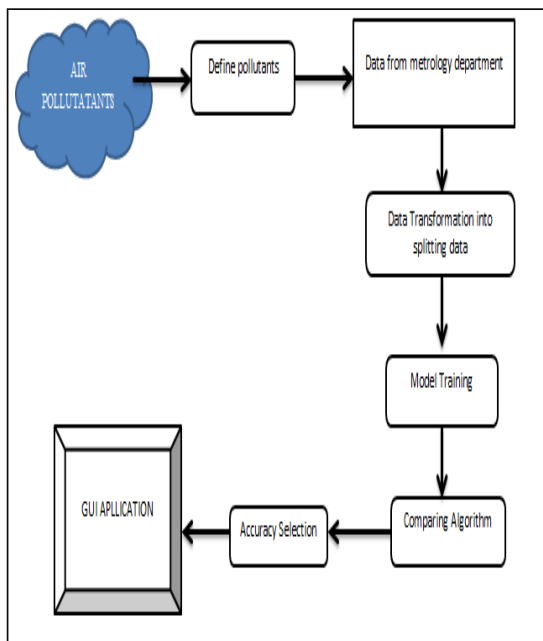 AIR
POLLUTATANTS
Define pollutants
Data from metrology department
Data Transformation into
splitting data
Model Training
Comparing Algorithm
Accuracy Selection
GUI APLLICATION